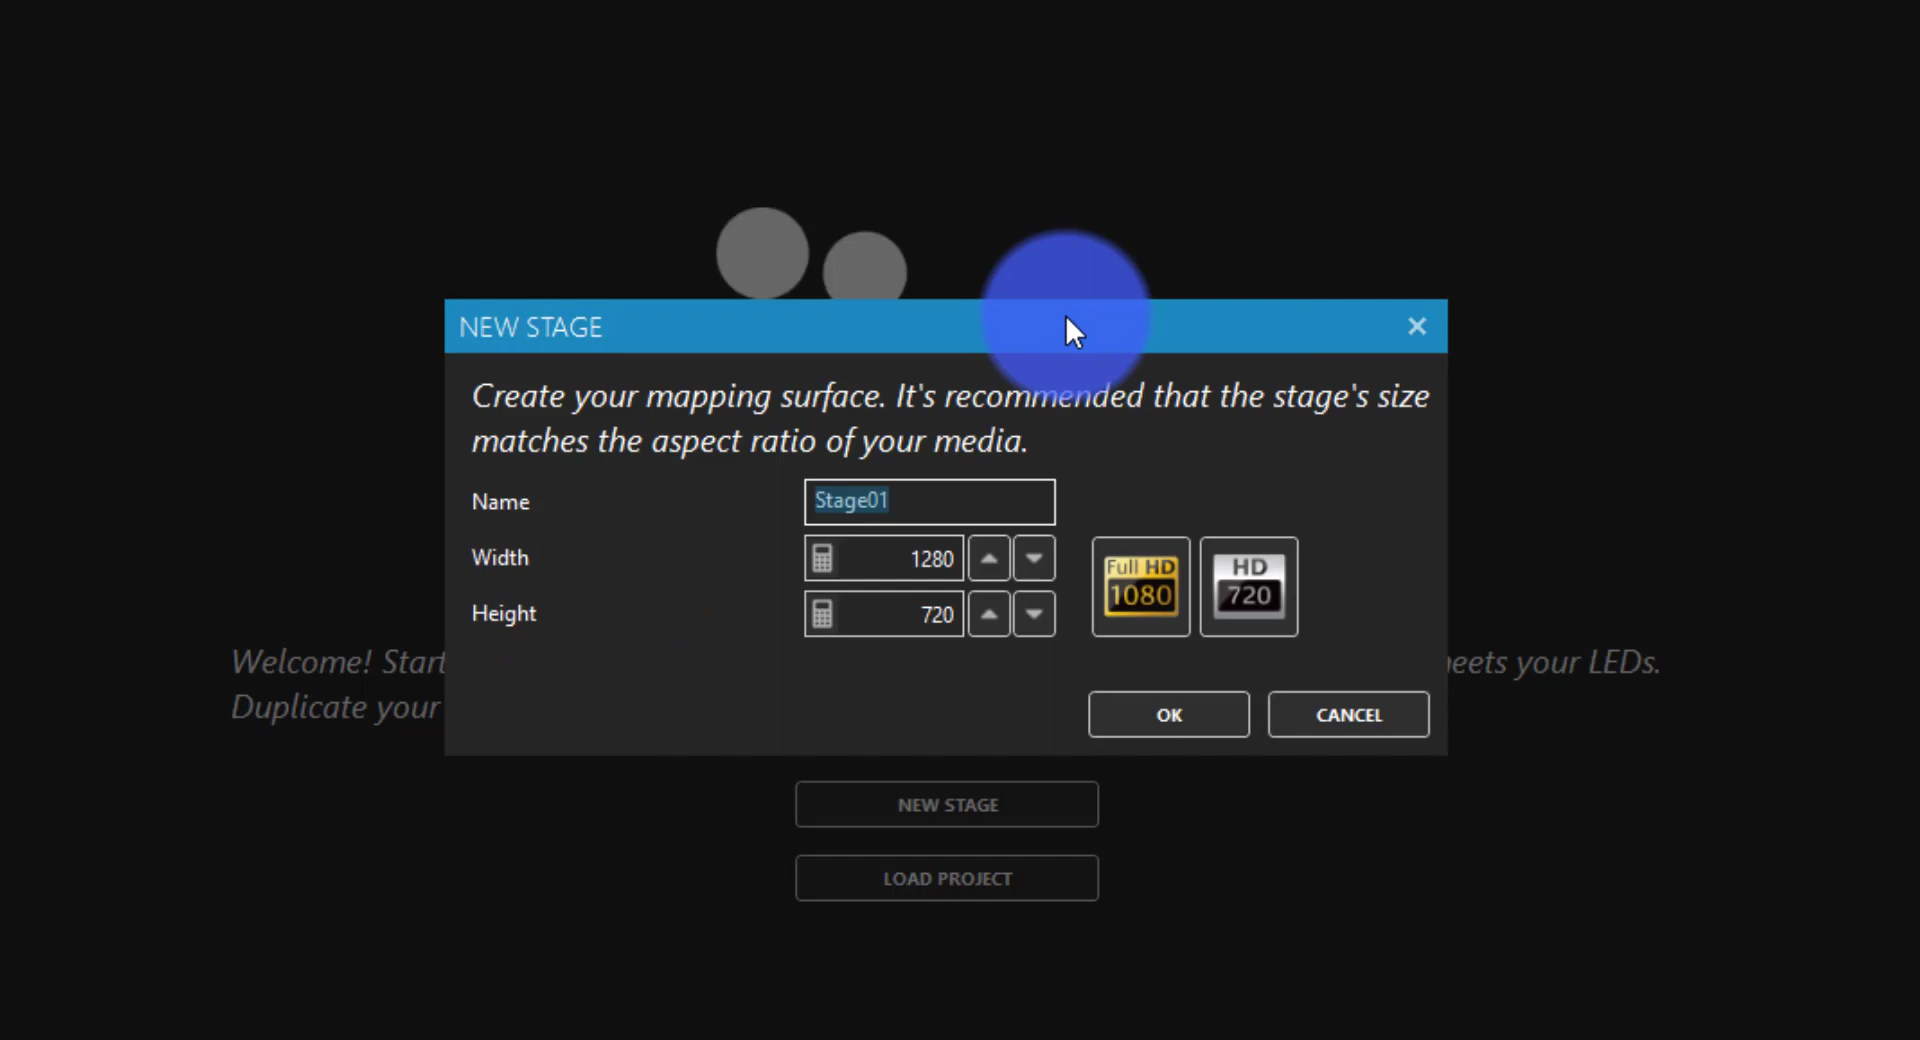 NEW STAGE
Create your mapping surface. It's recommended that the stage's size
matches the aspect ratio of your media.
Name
Stage01
Width
1280
Height
720
Full HD
1080
HD
720
Welcome! Start
eets your LEDs.
Duplicate your
OK
CANCEL
NEW STAGE
LOAD PROJECT